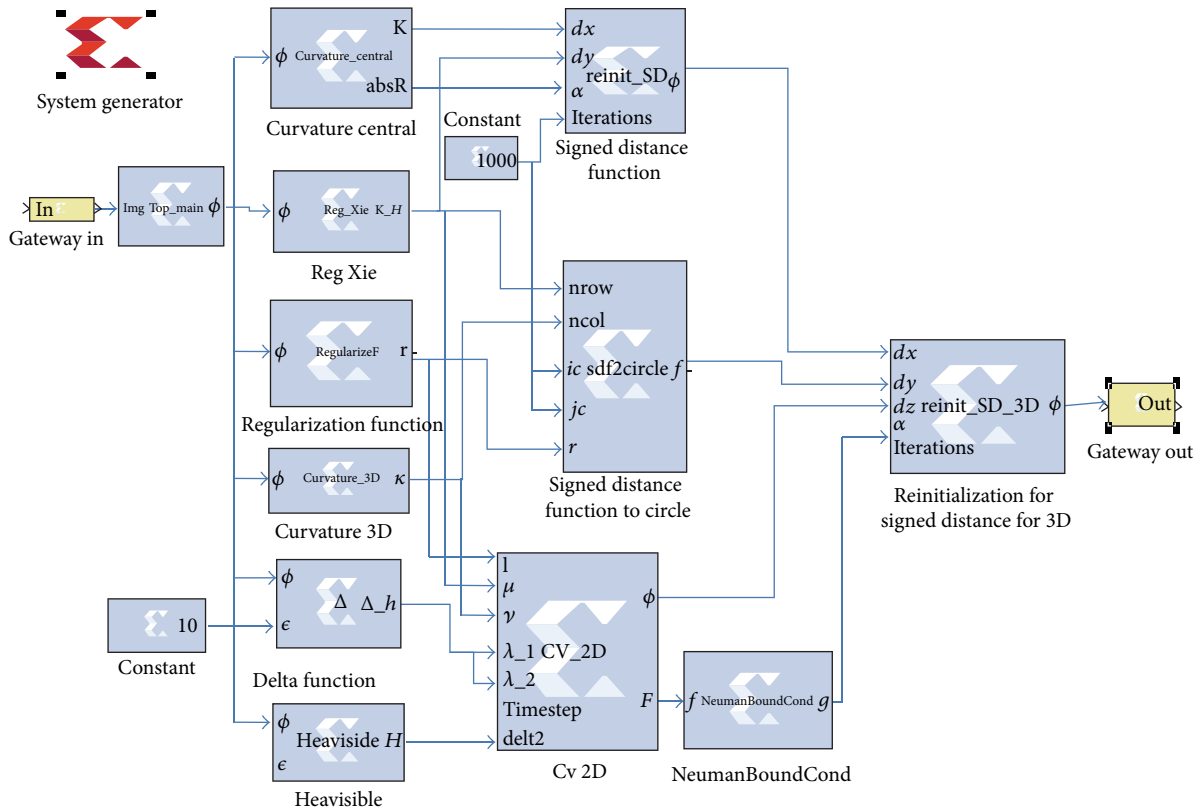 System generator
In
Gateway in
Img Top_main ϕ
ϕ Curvature_central K
absR
Curvature central
ϕ Reg_Xie K_H
Reg Xie
ϕ RegularizeF r
Regularization function
ϕ Curvature_3D κ
Curvature 3D
10
Constant
ϕ
Δ Δ_h
ϵ
Delta function
ϕ
Heaviside H
ϵ
Heavisible
Constant
1000
dx
dy
reinit_SD ϕ
α
Iterations
Signed distance
function
nrow
ncol
ic sdf2circle f
jc
r
Signed distance
function to circle
l
μ
ϕ
ν
λ_1 CV_2D
λ_2
F
Timestep
delt2
Cv 2D
f NeumanBoundCond g
NeumanBoundCond
dx
dy
dz reinit_SD_3D ϕ
α
Iterations
Reinitialization for
signed distance for 3D
Out
Gateway out